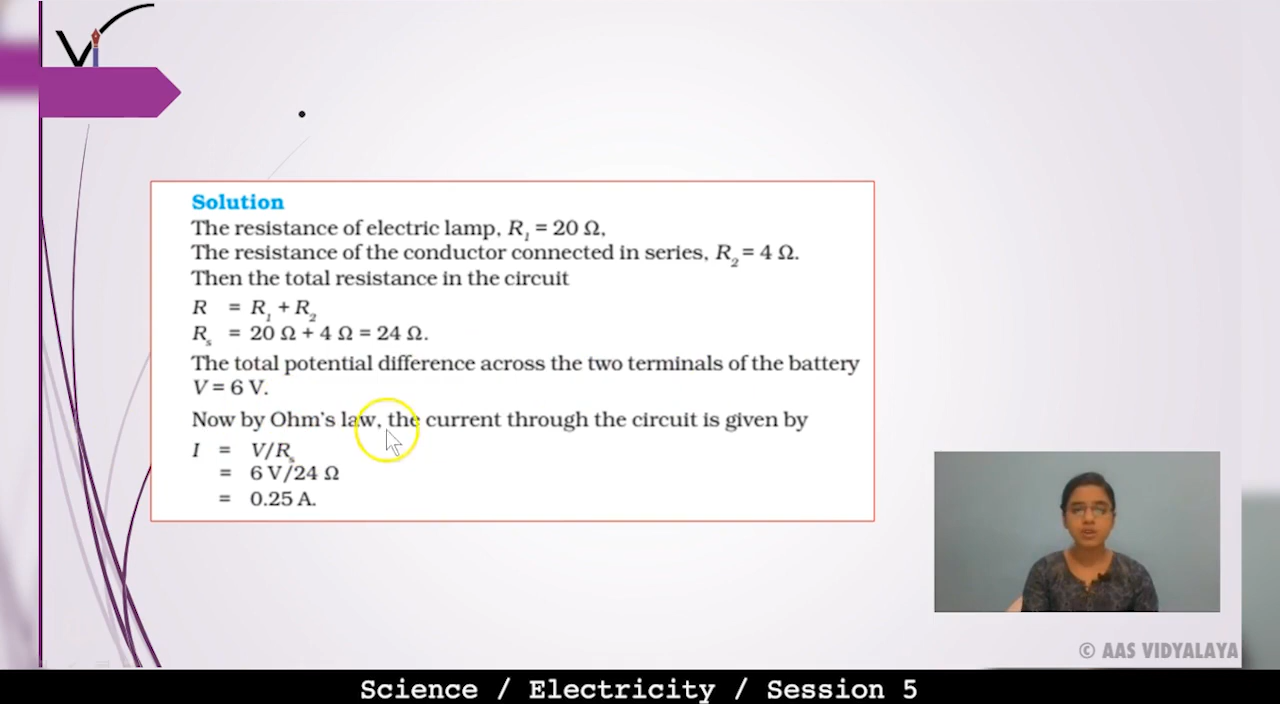 Vi
Solution
The resistance of electric lamp, R₁ = 20 Ω,
The resistance of the conductor connected in series, R₂ = 4 Ω.
Then the total resistance in the circuit
R = R₁ + R₂
Rₛ = 20 Ω + 4 Ω = 24 Ω.
The total potential difference across the two terminals of the battery
V = 6 V.
Now by Ohm's law, the current through the circuit is given by
I = V/Rₛ
= 6 V/24 Ω
= 0.25 A.
© AAS VIDYALAYA
Science / Electricity / Session 5